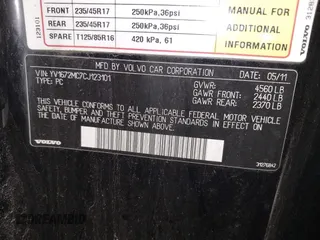 FRONT 235/45R17 250kPa,36psi
REAR 235/45R17 250kPa,36psi
SPARE T125/85R16 420 kPa, 61
MANUAL FOR
ADDITIONAL
INFORMATION
123101
VOLVO
MFD. BY VOLVO CAR CORPORATION
DATE: 05/11
VIN: YV1672MC7CJ123101
TYPE: PC
GVWR: 4560 LB
GAWR FRONT: 2440 LB
GAWR REAR: 2370 LB
THIS VEHICLE CONFORMS TO ALL APPLICABLE FEDERAL MOTOR VEHICLE
SAFETY, BUMPER AND THEFT PREVENTION STANDARDS IN EFFECT ON
THE DATE OF MANUFACTURE SHOWN ABOVE.
VOLVO